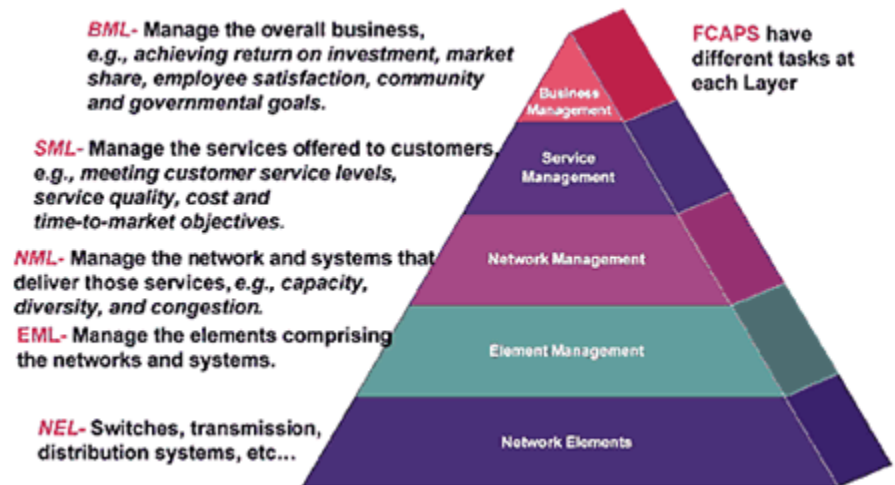 BML- Manage the overall business,
e.g., achieving return on investment, market
share, employee satisfaction, community
and governmental goals.
FCAPS have
different tasks at
each Layer
Business
Management
SML- Manage the services offered to customers,
e.g., meeting customer service levels,
service quality, cost and
time-to-market objectives.
Service
Management
NML- Manage the network and systems that
deliver those services, e.g., capacity,
diversity, and congestion.
Network Management
EML- Manage the elements comprising
the networks and systems.
Element Management
NEL- Switches, transmission,
distribution systems, etc...
Network Elements